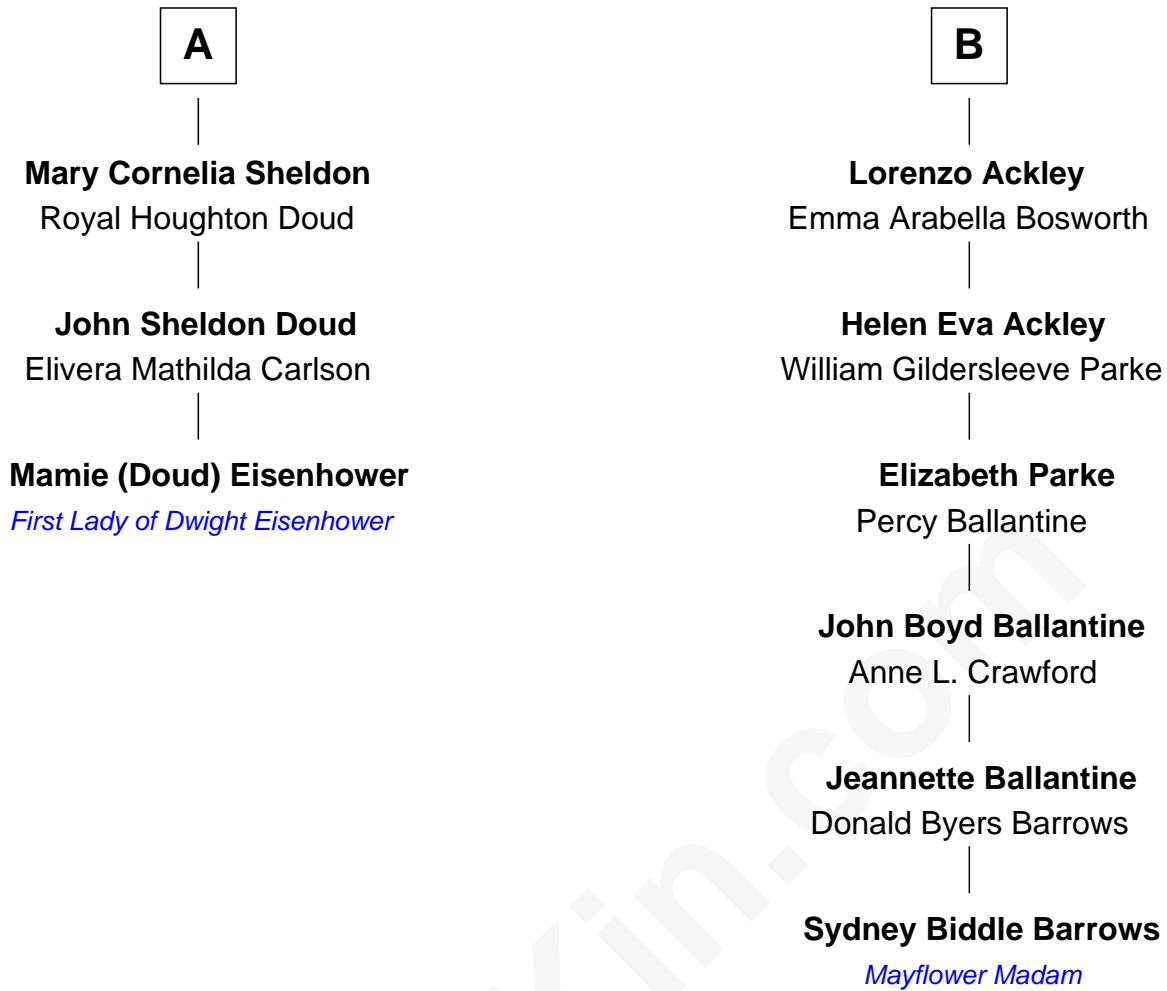 A
Mary Cornelia Sheldon
Royal Houghton Doud
John Sheldon Doud
Elivera Mathilda Carlson
Mamie (Doud) Eisenhower
First Lady of Dwight Eisenhower
B
Lorenzo Ackley
Emma Arabella Bosworth
Helen Eva Ackley
William Gildersleeve Parke
Elizabeth Parke
Percy Ballantine
John Boyd Ballantine
Anne L. Crawford
Jeannette Ballantine
Donald Byers Barrows
Sydney Biddle Barrows
Mayflower Madam